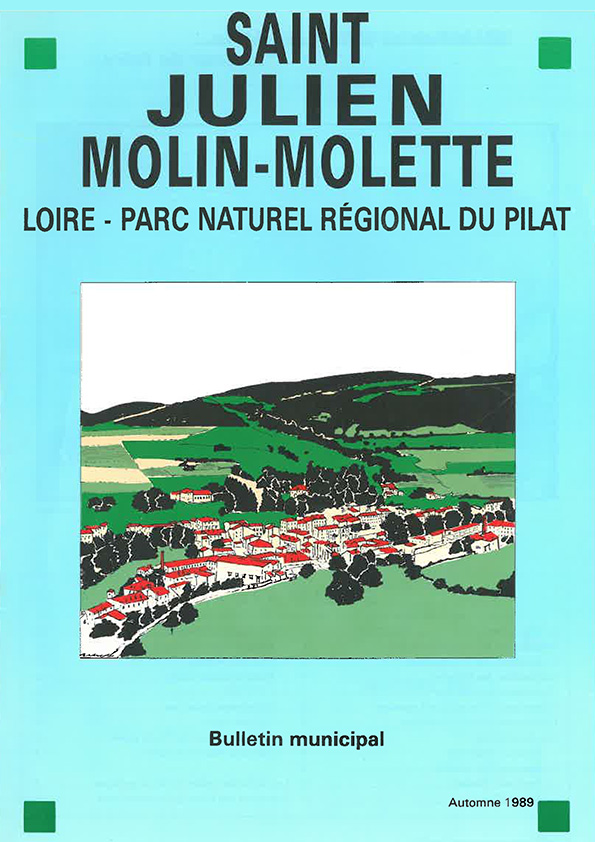 SAINT
JULIEN
MOLIN-MOLETTE
LOIRE - PARC NATUREL RÉGIONAL DU PILAT
Bulletin municipal
Automne 1989